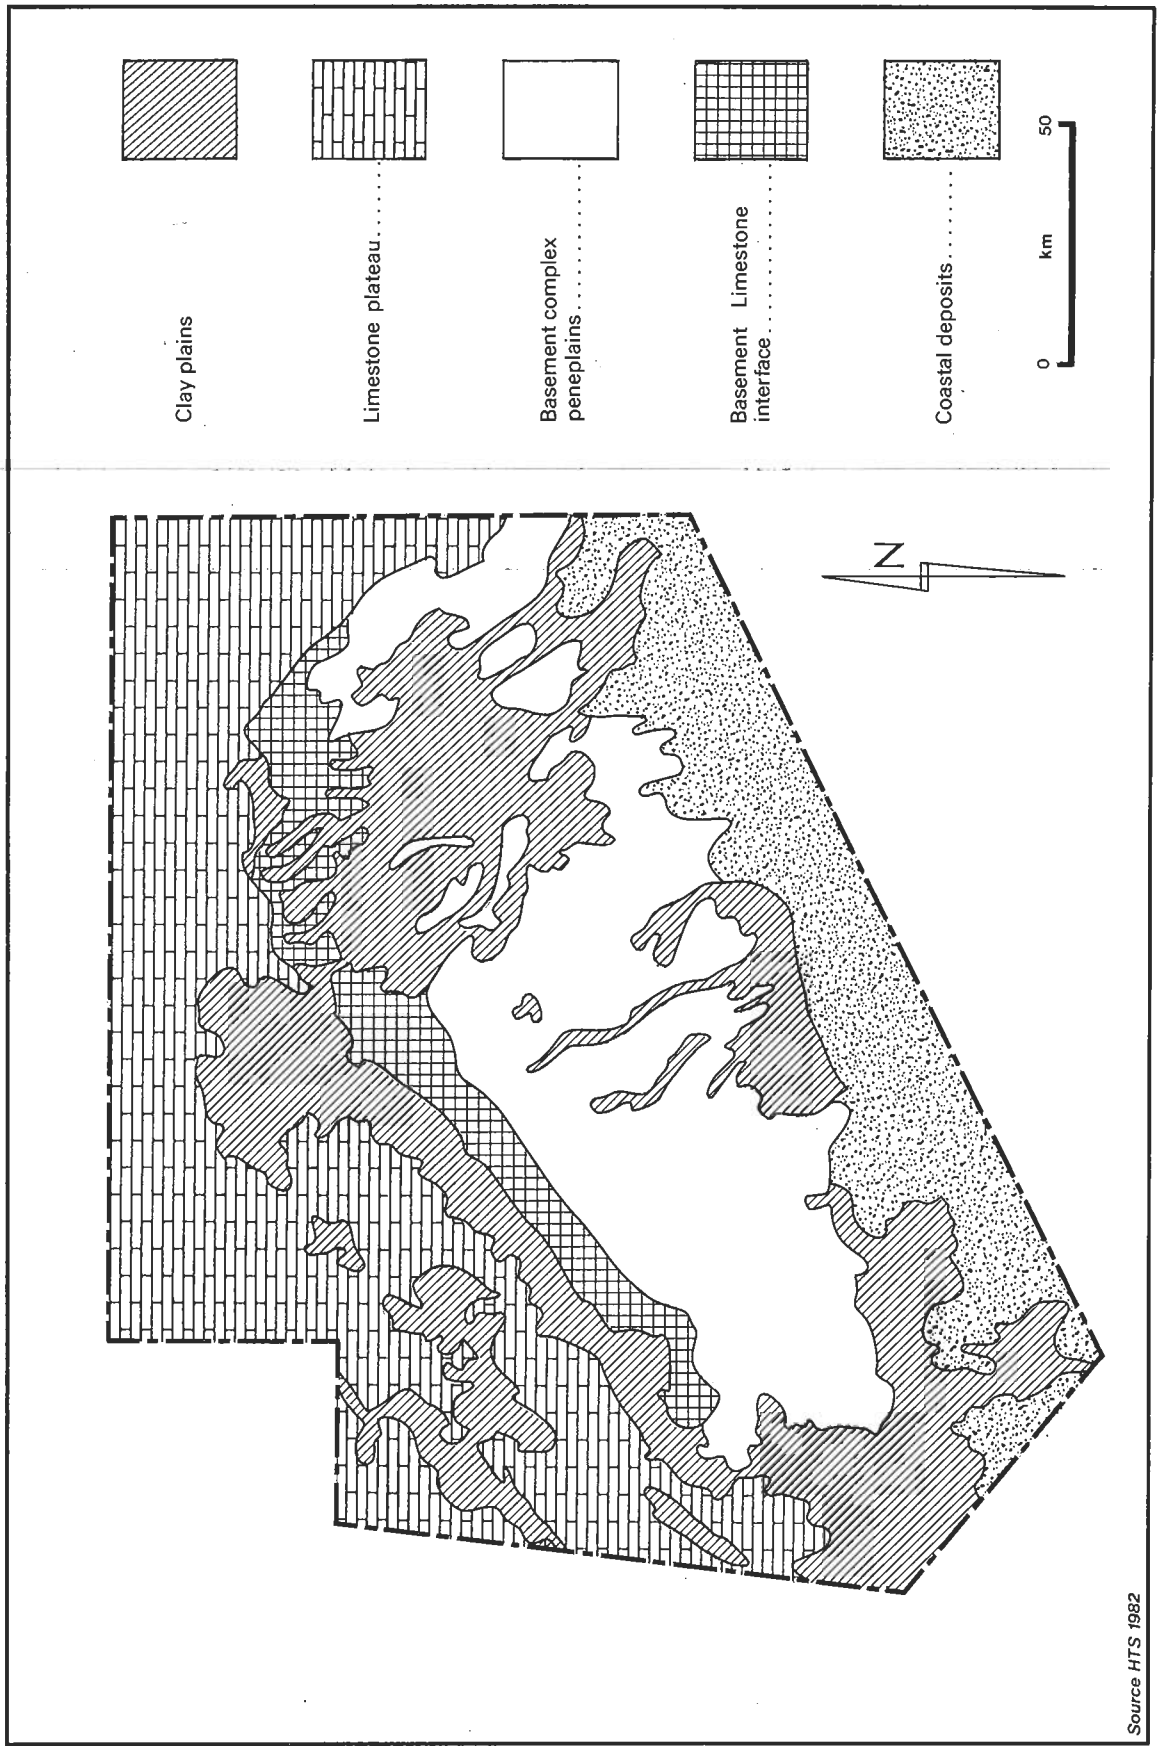 Clay plains
Limestone plateau
Basement complex
peneplains
Basement Limestone
interface
Coastal deposits
0 km 50
N
Source HTS 1982